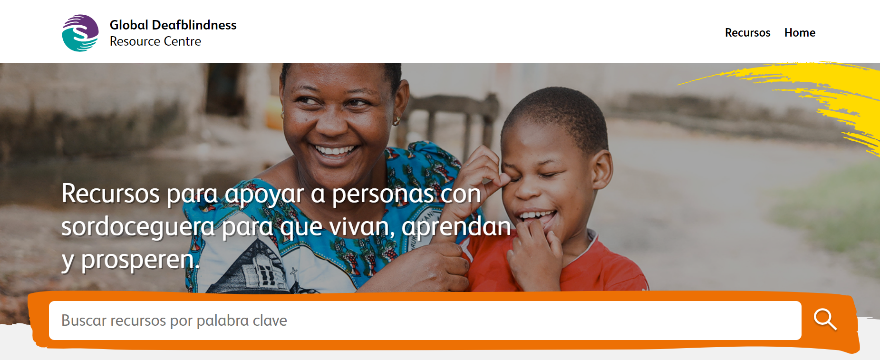 Global Deafblindness
Resource Centre
Recursos Home
Recursos para apoyar a personas con
sordoceguera para que vivan, aprendan
y prosperen.
Buscar recursos por palabra clave